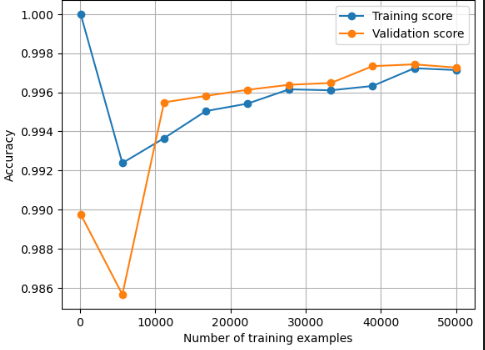 1.000
0.998
0.996
0.994
0.992
0.990
0.988
0.986
Accuracy
Training score
Validation score
0 10000 20000 30000 40000 50000
Number of training examples